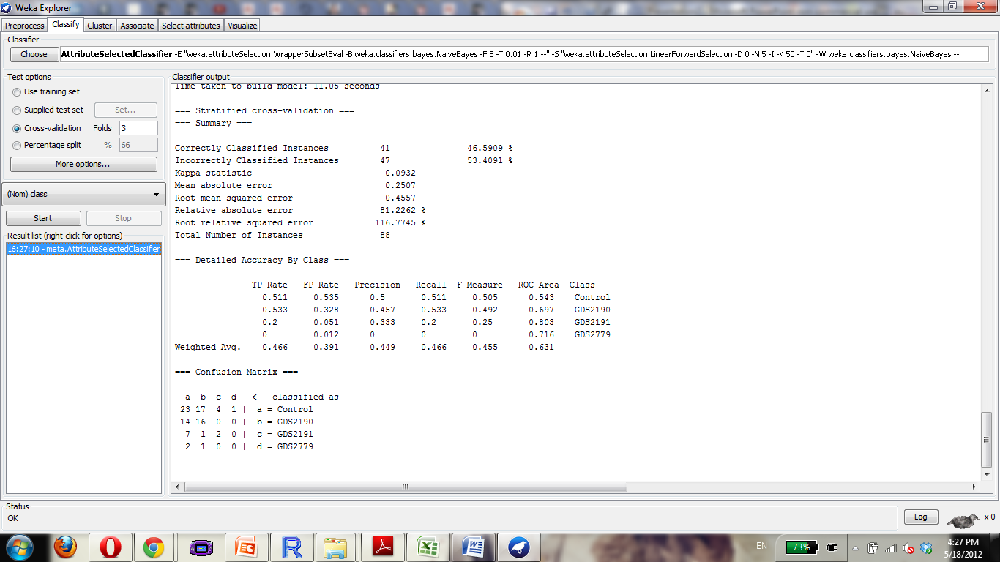 Weka Explorer
Preprocess Classify Cluster Associate Select attributes Visualize
Classifier
Choose AttributeSelectedClassifier -E "weka.attributeSelection.WrapperSubsetEval -B weka.classifiers.bayes.NaiveBayes -F 5 -T 0.01 -R 1 --" -S "weka.attributeSelection.LinearForwardSelection -D 0 -N 5 -I -K 50 -T 0" -W weka.classifiers.bayes.NaiveBayes --
Test options
Use training set
Supplied test set Set...
Cross-validation Folds 3
Percentage split % 66
More options...
(Nom) class
Start Stop
Result list (right-click for options)
16:27:10 - meta.AttributeSelectedClassifier
Classifier output
Time taken to build model: 11.05 seconds
=== Stratified cross-validation ===
=== Summary ===
Correctly Classified Instances 41 46.5909 %
Incorrectly Classified Instances 47 53.4091 %
Kappa statistic 0.0932
Mean absolute error 0.2507
Root mean squared error 0.4557
Relative absolute error 81.2262 %
Root relative squared error 116.7745 %
Total Number of Instances 88
=== Detailed Accuracy By Class ===
TP Rate FP Rate Precision Recall F-Measure ROC Area Class
0.511 0.535 0.5 0.511 0.505 0.543 Control
0.533 0.328 0.457 0.533 0.492 0.697 GDS2190
0.2 0.051 0.333 0.2 0.25 0.803 GDS2191
0 0.012 0 0 0 0.716 GDS2779
Weighted Avg. 0.466 0.391 0.449 0.466 0.455 0.631
=== Confusion Matrix ===
a b c d <-- classified as
23 17 4 1 | a = Control
14 16 0 0 | b = GDS2190
7 1 2 0 | c = GDS2191
2 1 0 0 | d = GDS2779
Status
OK
Log x 0
EN 73% 4:27 PM
5/18/2012